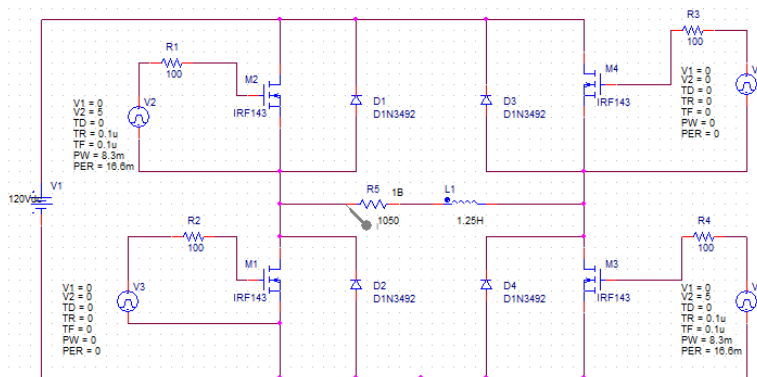 R1
100
M2
IRF143
V2
V1 = 0
V2 = 5
TD = 0
TR = 0.1u
TF = 0.1u
PW = 8.3m
PER = 16.6m
D1
D1N3492
D3
D1N3492
M4
IRF143
R3
100
V1 = 0
V2 = 0
TD = 0
TR = 0
TF = 0
PW = 0
PER = 0
V1
R5
1B
1050
L1
1.25H
R2
100
M1
IRF143
V3
V1 = 0
V2 = 0
TD = 0
TR = 0
TF = 0
PW = 0
PER = 0
D2
D1N3492
D4
D1N3492
M3
IRF143
R4
100
V1 = 0
V2 = 5
TD = 0
TR = 0.1u
TF = 0.1u
PW = 8.3m
PER = 16.6m